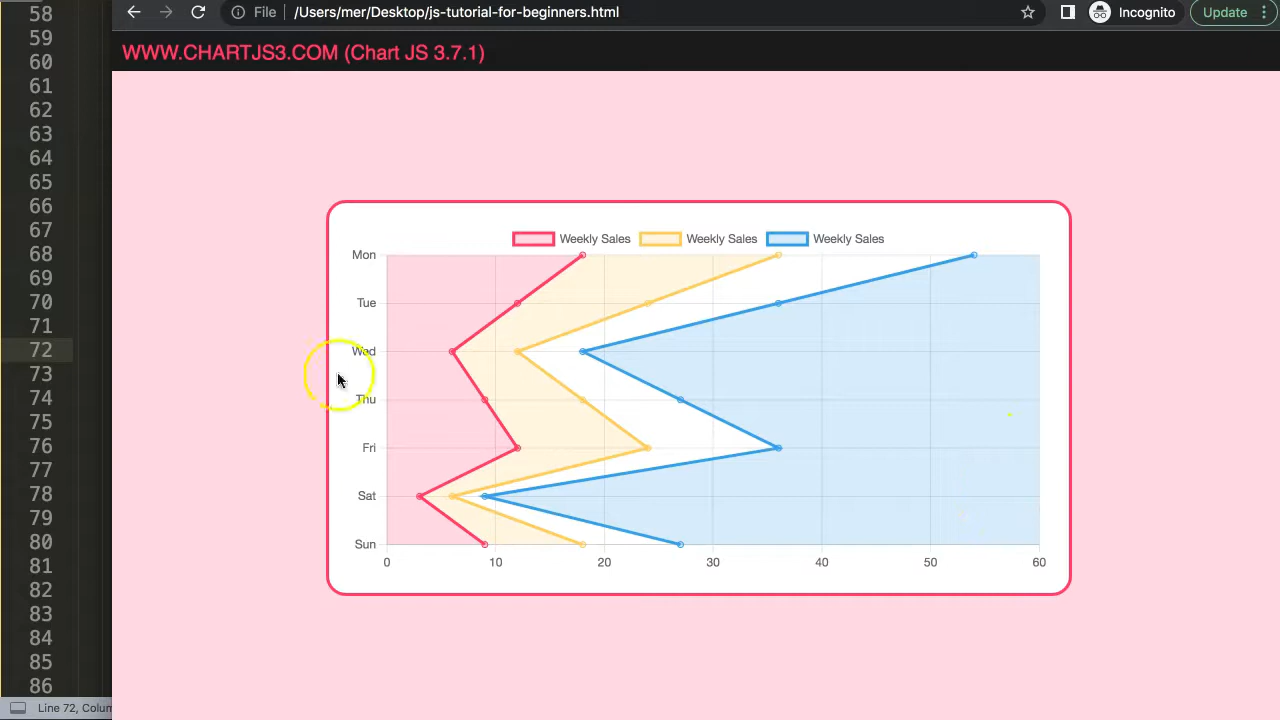 58
59
60
61
62
63
64
65
66
67
68
69
70
71
72
73
74
75
76
77
78
79
80
81
82
83
84
85
86
Line 72, Colum
File
/Users/mer/Desktop/js-tutorial-for-beginners.html
Incognito
Update
WWW.CHARTJS3.COM (Chart JS 3.7.1)
Weekly Sales Weekly Sales Weekly Sales
Mon
Tue
Wed
Thu
Fri
Sat
Sun
0 10 20 30 40 50 60